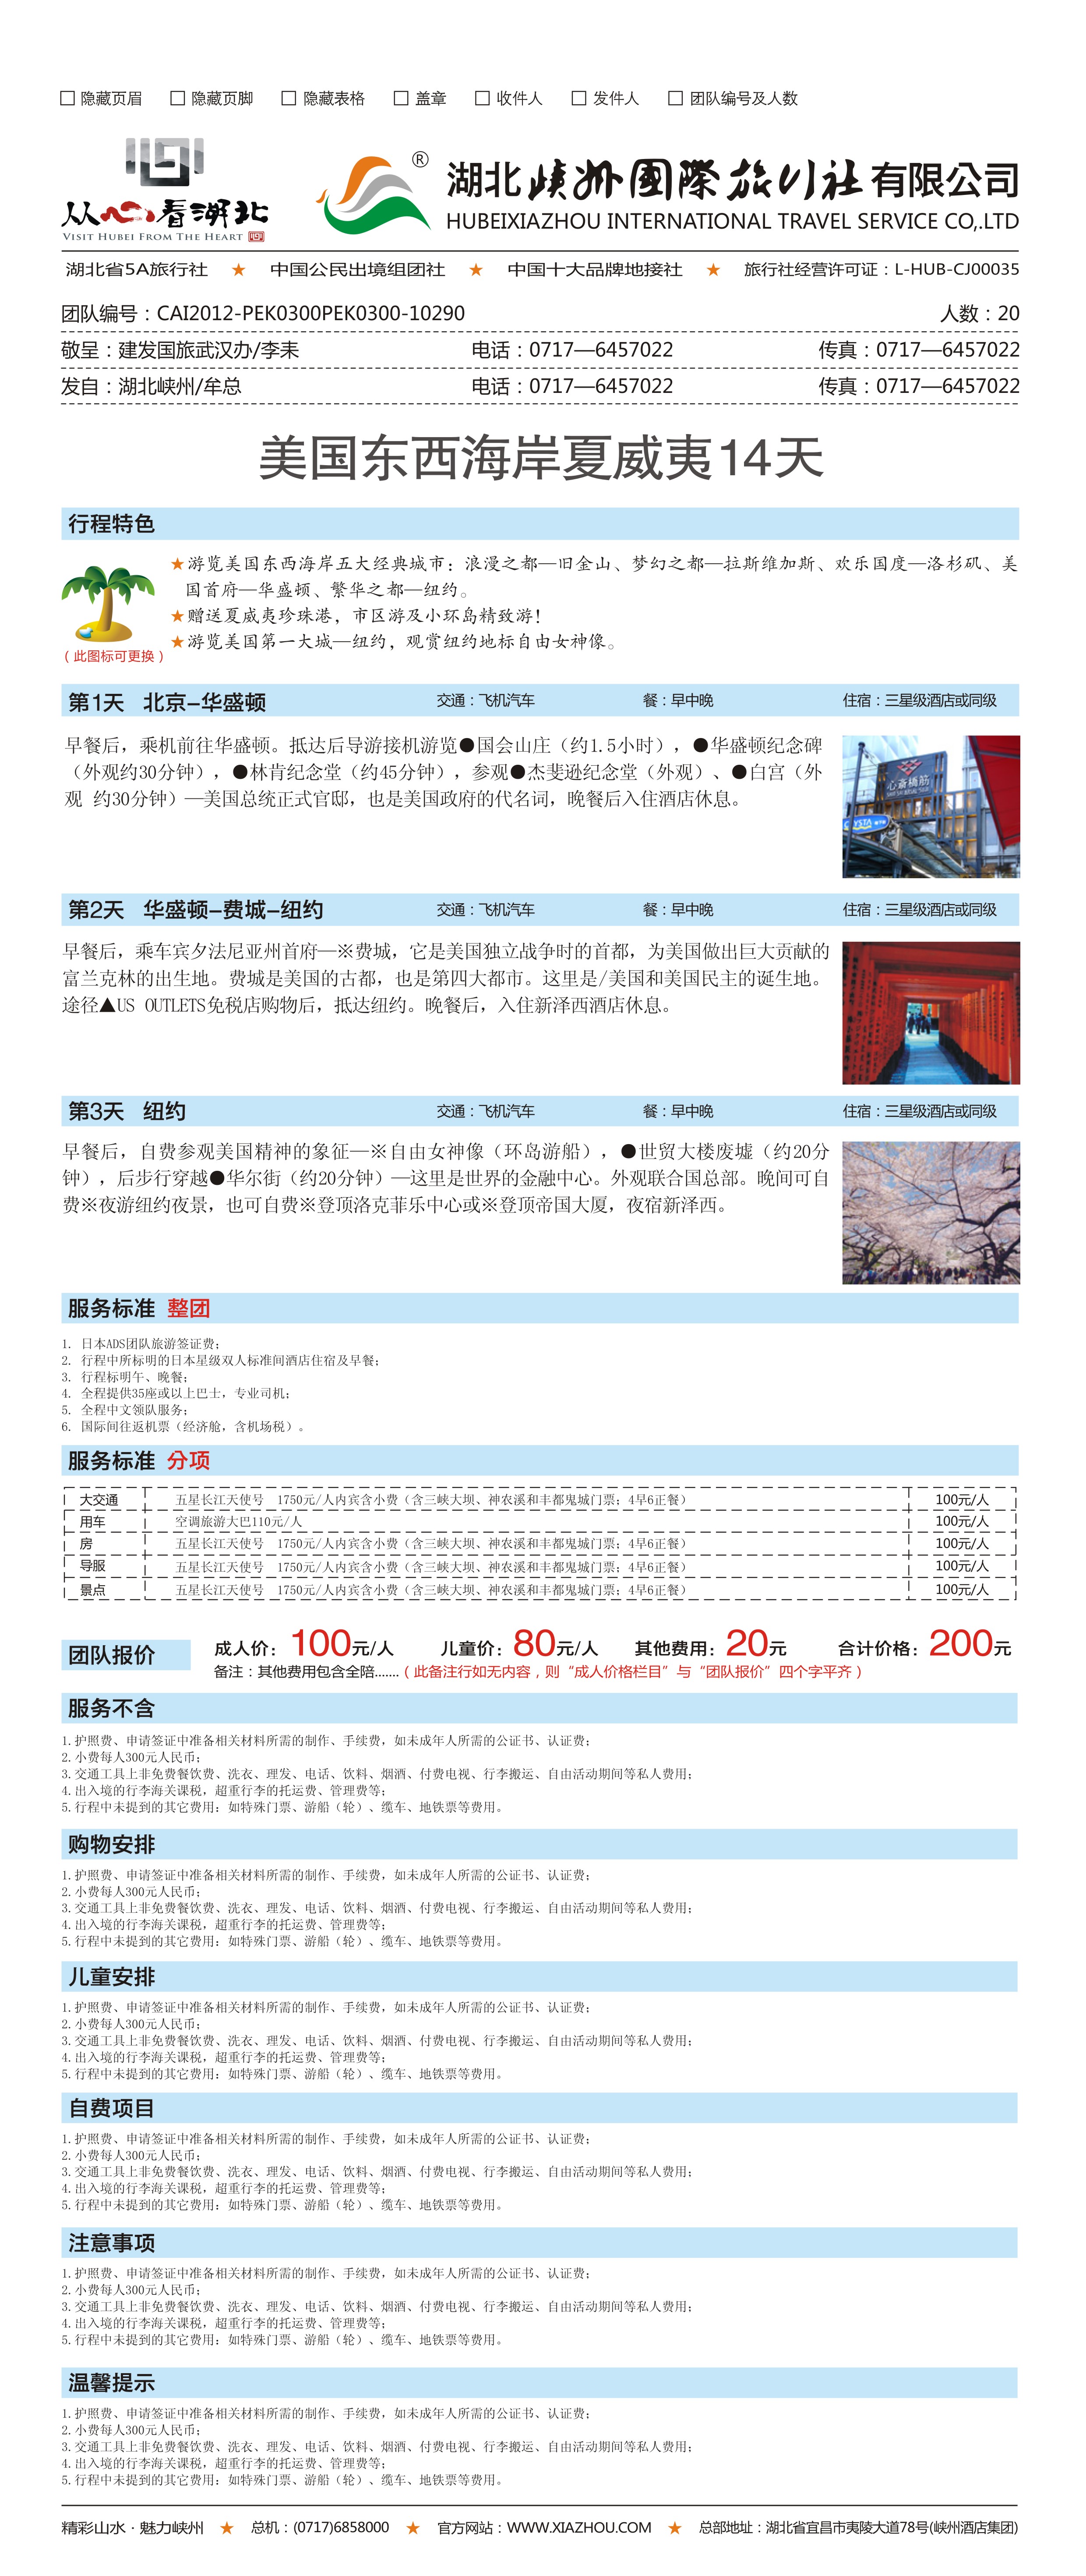 隐藏页眉 隐藏页脚 隐藏表格 盖章 收件人 发件人 团队编号及人数
从心看湖北
VISIT HUBEI FROM THE HEART
®
湖北峡州國際旅行社有限公司
HUBEIXIAZHOU INTERNATIONAL TRAVEL SERVICE CO,.LTD
湖北省5A旅行社 ★ 中国公民出境组团社 ★ 中国十大品牌地接社 ★ 旅行社经营许可证：L-HUB-CJ00035
团队编号：CAI2012-PEK0300PEK0300-10290 人数：20
敬呈：建发国旅武汉办/李耒 电话：0717—6457022 传真：0717—6457022
发自：湖北峡州/牟总 电话：0717—6457022 传真：0717—6457022
美国东西海岸夏威夷14天
行程特色
★游览美国东西海岸五大经典城市：浪漫之都—旧金山、梦幻之都—拉斯维加斯、欢乐国度—洛杉矶、美
国首府—华盛顿、繁华之都—纽约。
★赠送夏威夷珍珠港，市区游及小环岛精致游！
★游览美国第一大城—纽约，观赏纽约地标自由女神像。
（此图标可更换）
第1天 北京-华盛顿 交通：飞机汽车 餐：早中晚 住宿：三星级酒店或同级
早餐后，乘机前往华盛顿。抵达后导游接机游览●国会山庄（约1.5小时），●华盛顿纪念碑
（外观约30分钟），●林肯纪念堂（约45分钟），参观●杰斐逊纪念堂（外观）、●白宫（外
观 约30分钟）—美国总统正式官邸，也是美国政府的代名词，晚餐后入住酒店休息。
心斎橋筋
第2天 华盛顿-费城-纽约 交通：飞机汽车 餐：早中晚 住宿：三星级酒店或同级
早餐后，乘车宾夕法尼亚州首府—※费城，它是美国独立战争时的首都，为美国做出巨大贡献的
富兰克林的出生地。费城是美国的古都，也是第四大都市。这里是/美国和美国民主的诞生地。
途径▲US OUTLETS免税店购物后，抵达纽约。晚餐后，入住新泽西酒店休息。
第3天 纽约 交通：飞机汽车 餐：早中晚 住宿：三星级酒店或同级
早餐后，自费参观美国精神的象征—※自由女神像（环岛游船），●世贸大楼废墟（约20分
钟），后步行穿越●华尔街（约20分钟）—这里是世界的金融中心。外观联合国总部。晚间可自
费※夜游纽约夜景，也可自费※登顶洛克菲乐中心或※登顶帝国大厦，夜宿新泽西。
服务标准 整团
1. 日本ADS团队旅游签证费；
2. 行程中所标明的日本星级双人标准间酒店住宿及早餐；
3. 行程标明午、晚餐；
4. 全程提供35座或以上巴士，专业司机；
5. 全程中文领队服务；
6. 国际间往返机票（经济舱，含机场税）。
服务标准 分项
大交通 五星长江天使号 1750元/人内宾含小费（含三峡大坝、神农溪和丰都鬼城门票；4早6正餐） 100元/人
用车 空调旅游大巴110元/人 100元/人
房 五星长江天使号 1750元/人内宾含小费（含三峡大坝、神农溪和丰都鬼城门票；4早6正餐） 100元/人
导服 五星长江天使号 1750元/人内宾含小费（含三峡大坝、神农溪和丰都鬼城门票；4早6正餐） 100元/人
景点 五星长江天使号 1750元/人内宾含小费（含三峡大坝、神农溪和丰都鬼城门票；4早6正餐） 100元/人
团队报价 成人价：100元/人 儿童价：80元/人 其他费用：20元 合计价格：200元
备注：其他费用包含全陪.......（此备注行如无内容，则“成人价格栏目”与“团队报价”四个字平齐）
服务不含
1.护照费、申请签证中准备相关材料所需的制作、手续费，如未成年人所需的公证书、认证费；
2.小费每人300元人民币；
3.交通工具上非免费餐饮费、洗衣、理发、电话、饮料、烟酒、付费电视、行李搬运、自由活动期间等私人费用；
4.出入境的行李海关课税，超重行李的托运费、管理费等；
5.行程中未提到的其它费用：如特殊门票、游船（轮）、缆车、地铁票等费用。
购物安排
1.护照费、申请签证中准备相关材料所需的制作、手续费，如未成年人所需的公证书、认证费；
2.小费每人300元人民币；
3.交通工具上非免费餐饮费、洗衣、理发、电话、饮料、烟酒、付费电视、行李搬运、自由活动期间等私人费用；
4.出入境的行李海关课税，超重行李的托运费、管理费等；
5.行程中未提到的其它费用：如特殊门票、游船（轮）、缆车、地铁票等费用。
儿童安排
1.护照费、申请签证中准备相关材料所需的制作、手续费，如未成年人所需的公证书、认证费；
2.小费每人300元人民币；
3.交通工具上非免费餐饮费、洗衣、理发、电话、饮料、烟酒、付费电视、行李搬运、自由活动期间等私人费用；
4.出入境的行李海关课税，超重行李的托运费、管理费等；
5.行程中未提到的其它费用：如特殊门票、游船（轮）、缆车、地铁票等费用。
自费项目
1.护照费、申请签证中准备相关材料所需的制作、手续费，如未成年人所需的公证书、认证费；
2.小费每人300元人民币；
3.交通工具上非免费餐饮费、洗衣、理发、电话、饮料、烟酒、付费电视、行李搬运、自由活动期间等私人费用；
4.出入境的行李海关课税，超重行李的托运费、管理费等；
5.行程中未提到的其它费用：如特殊门票、游船（轮）、缆车、地铁票等费用。
注意事项
1.护照费、申请签证中准备相关材料所需的制作、手续费，如未成年人所需的公证书、认证费；
2.小费每人300元人民币；
3.交通工具上非免费餐饮费、洗衣、理发、电话、饮料、烟酒、付费电视、行李搬运、自由活动期间等私人费用；
4.出入境的行李海关课税，超重行李的托运费、管理费等；
5.行程中未提到的其它费用：如特殊门票、游船（轮）、缆车、地铁票等费用。
温馨提示
1.护照费、申请签证中准备相关材料所需的制作、手续费，如未成年人所需的公证书、认证费；
2.小费每人300元人民币；
3.交通工具上非免费餐饮费、洗衣、理发、电话、饮料、烟酒、付费电视、行李搬运、自由活动期间等私人费用；
4.出入境的行李海关课税，超重行李的托运费、管理费等；
5.行程中未提到的其它费用：如特殊门票、游船（轮）、缆车、地铁票等费用。
精彩山水·魅力峡州 ★ 总机：(0717)6858000 ★ 官方网站：WWW.XIAZHOU.COM ★ 总部地址：湖北省宜昌市夷陵大道78号(峡州酒店集团)